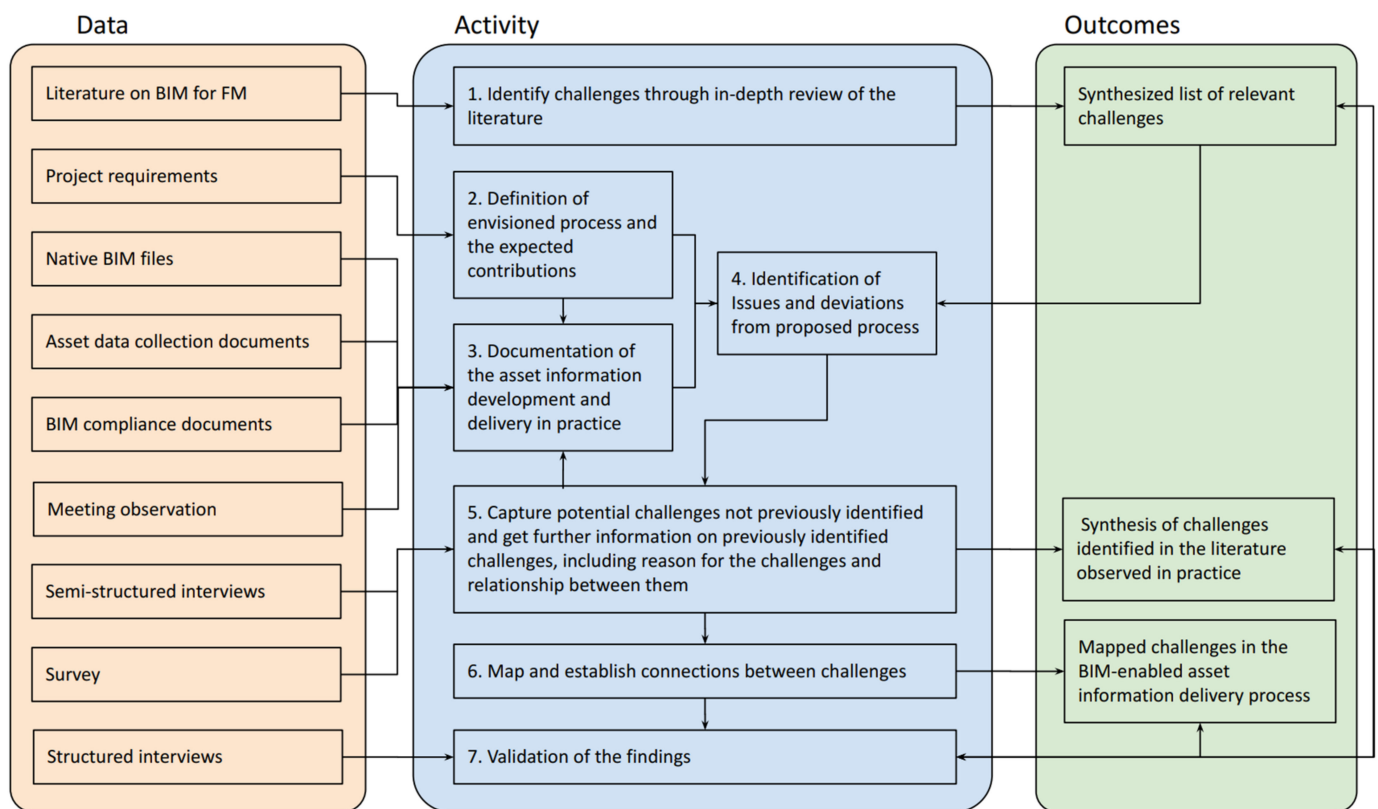 Data
Activity
Outcomes
Literature on BIM for FM
Project requirements
Native BIM files
Asset data collection documents
BIM compliance documents
Meeting observation
Semi-structured interviews
Survey
Structured interviews
1. Identify challenges through in-depth review of the
literature
2. Definition of
envisioned process and
the expected
contributions
3. Documentation of
the asset information
development and
delivery in practice
4. Identification of
Issues and deviations
from proposed process
5. Capture potential challenges not previously identified
and get further information on previously identified
challenges, including reason for the challenges and
relationship between them
6. Map and establish connections between challenges
7. Validation of the findings
Synthesized list of relevant
challenges
Synthesis of challenges
identified in the literature
observed in practice
Mapped challenges in the
BIM-enabled asset
information delivery process